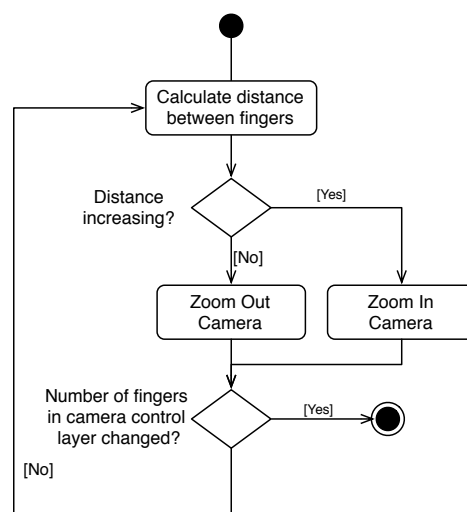 Calculate distance
between fingers
Distance
increasing?
[Yes]
[No]
Zoom Out
Camera
Zoom In
Camera
Number of fingers
in camera control
layer changed?
[Yes]
[No]